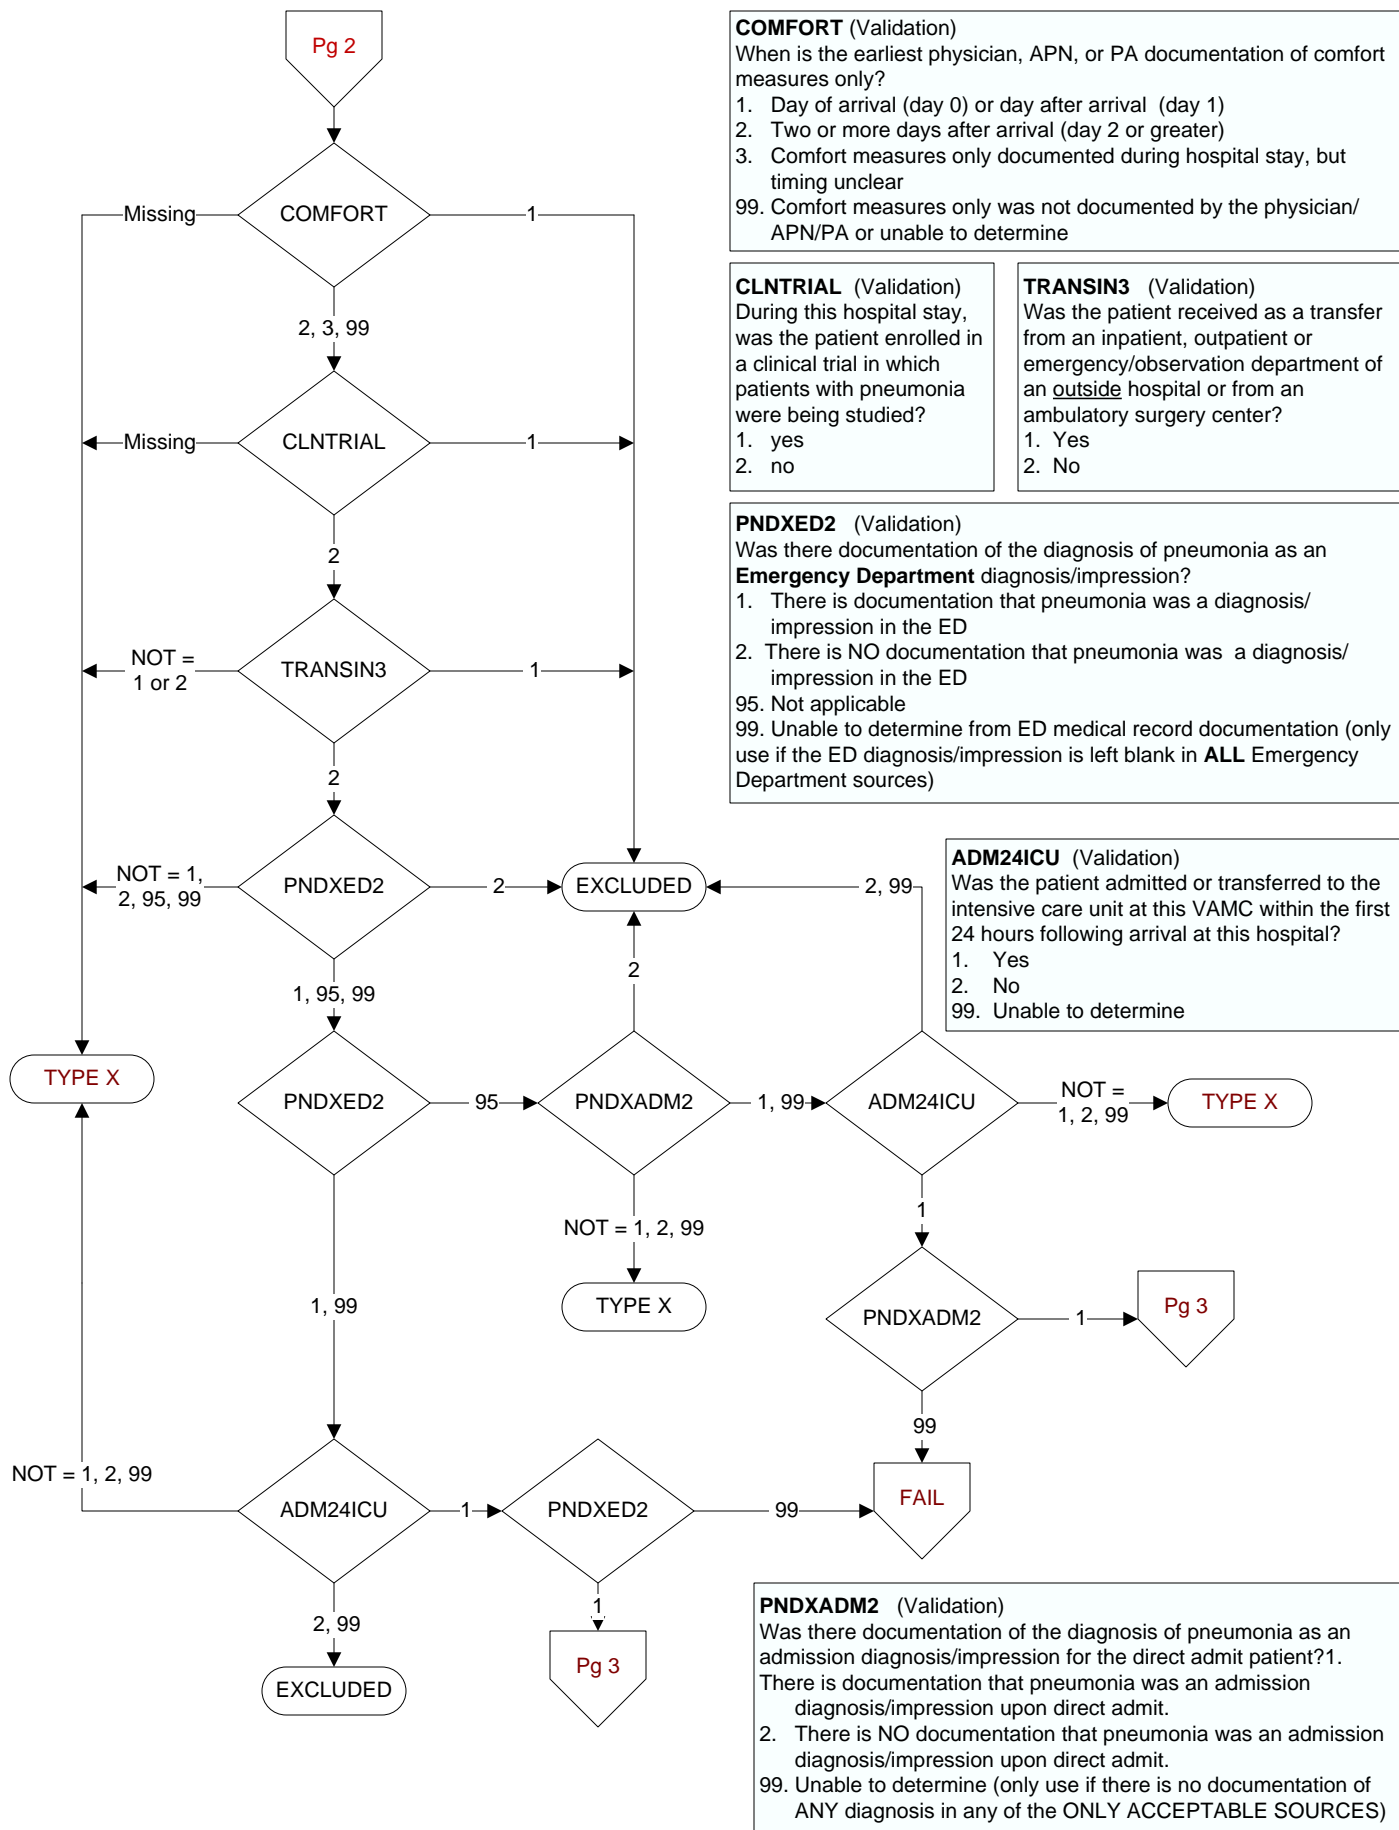 Pg 2
COMFORT (Validation)
When is the earliest physician, APN, or PA documentation of comfort
measures only?
1. Day of arrival (day 0) or day after arrival (day 1)
2. Two or more days after arrival (day 2 or greater)
3. Comfort measures only documented during hospital stay, but
timing unclear
99. Comfort measures only was not documented by the physician/
APN/PA or unable to determine
Missing
COMFORT
1
2, 3, 99
CLNTRIAL (Validation)
During this hospital stay,
was the patient enrolled in
a clinical trial in which
patients with pneumonia
were being studied?
1. yes
2. no
TRANSIN3 (Validation)
Was the patient received as a transfer
from an inpatient, outpatient or
emergency/observation department of
an outside hospital or from an
ambulatory surgery center?
1. Yes
2. No
Missing
CLNTRIAL
1
2
PNDXED2 (Validation)
Was there documentation of the diagnosis of pneumonia as an
Emergency Department diagnosis/impression?
1. There is documentation that pneumonia was a diagnosis/
impression in the ED
2. There is NO documentation that pneumonia was a diagnosis/
impression in the ED
95. Not applicable
99. Unable to determine from ED medical record documentation (only
use if the ED diagnosis/impression is left blank in ALL Emergency
Department sources)
NOT =
1 or 2
TRANSIN3
1
2
NOT = 1,
2, 95, 99
PNDXED2
2
EXCLUDED
2, 99
ADM24ICU (Validation)
Was the patient admitted or transferred to the
intensive care unit at this VAMC within the first
24 hours following arrival at this hospital?
1. Yes
2. No
99. Unable to determine
1, 95, 99
2
TYPE X
PNDXED2
95
PNDXADM2
1, 99
ADM24ICU
NOT =
1, 2, 99
TYPE X
1
NOT = 1, 2, 99
1, 99
TYPE X
PNDXADM2
1
Pg 3
99
NOT = 1, 2, 99
ADM24ICU
1
PNDXED2
99
FAIL
2, 99
1
EXCLUDED
Pg 3
PNDXADM2 (Validation)
Was there documentation of the diagnosis of pneumonia as an
admission diagnosis/impression for the direct admit patient?1.
There is documentation that pneumonia was an admission
diagnosis/impression upon direct admit.
2. There is NO documentation that pneumonia was an admission
diagnosis/impression upon direct admit.
99. Unable to determine (only use if there is no documentation of
ANY diagnosis in any of the ONLY ACCEPTABLE SOURCES)